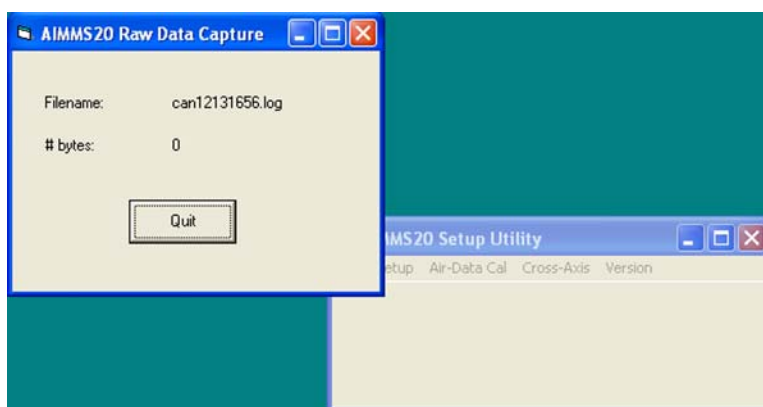 AIMMS20 Raw Data Capture
Filename: can12131656.log
# bytes: 0
Quit
MS20 Setup Utility
etup Air-Data Cal Cross-Axis Version